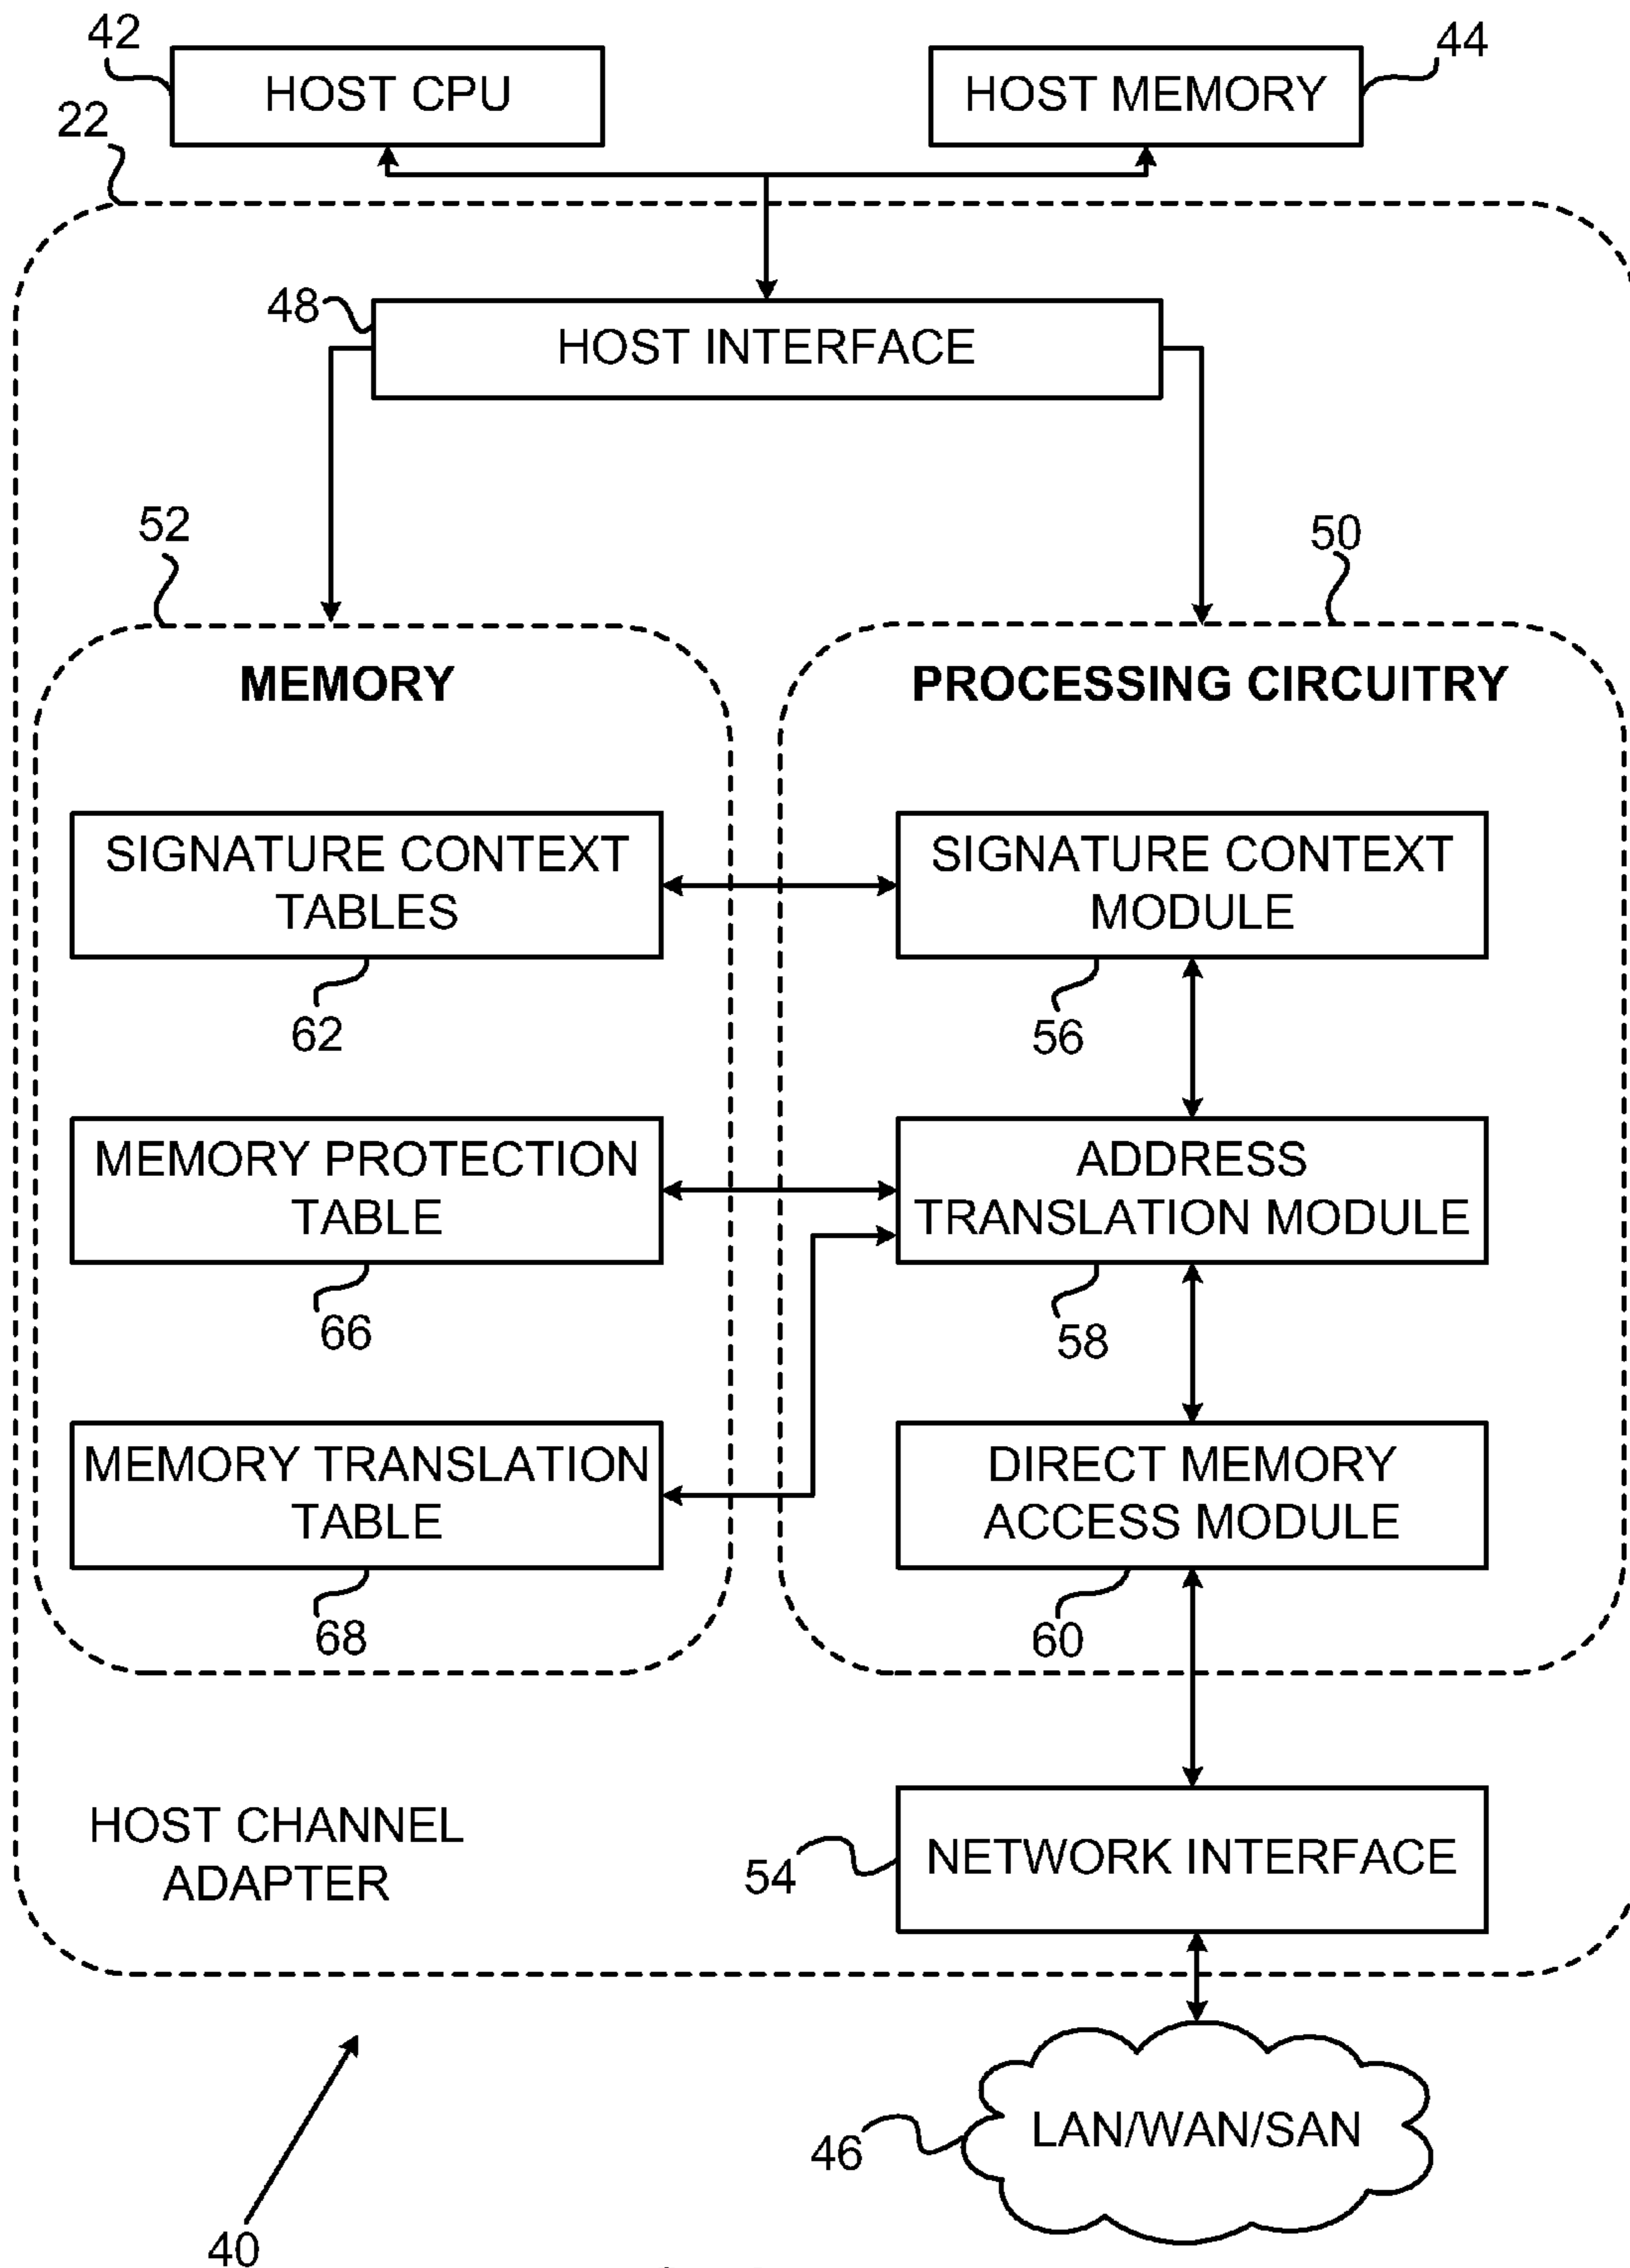 42
HOST CPU
HOST MEMORY
44
22
48
HOST INTERFACE
52
50
MEMORY
PROCESSING CIRCUITRY
SIGNATURE CONTEXT
TABLES
62
SIGNATURE CONTEXT
MODULE
56
MEMORY PROTECTION
TABLE
66
ADDRESS
TRANSLATION MODULE
58
MEMORY TRANSLATION
TABLE
68
DIRECT MEMORY
ACCESS MODULE
60
HOST CHANNEL
ADAPTER
54
NETWORK INTERFACE
46
LAN/WAN/SAN
40